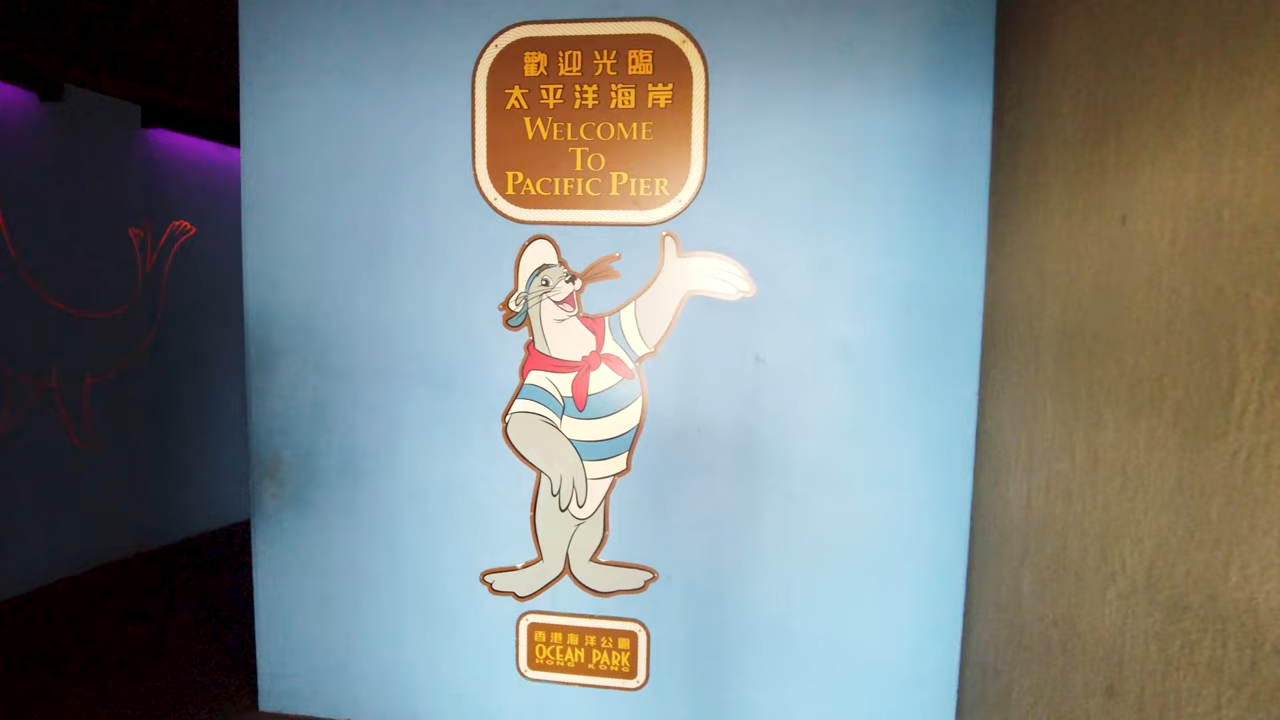 歡迎光臨
太平洋海岸
WELCOME
TO
PACIFIC PIER
香港海洋公園
OCEAN PARK
HONG KONG